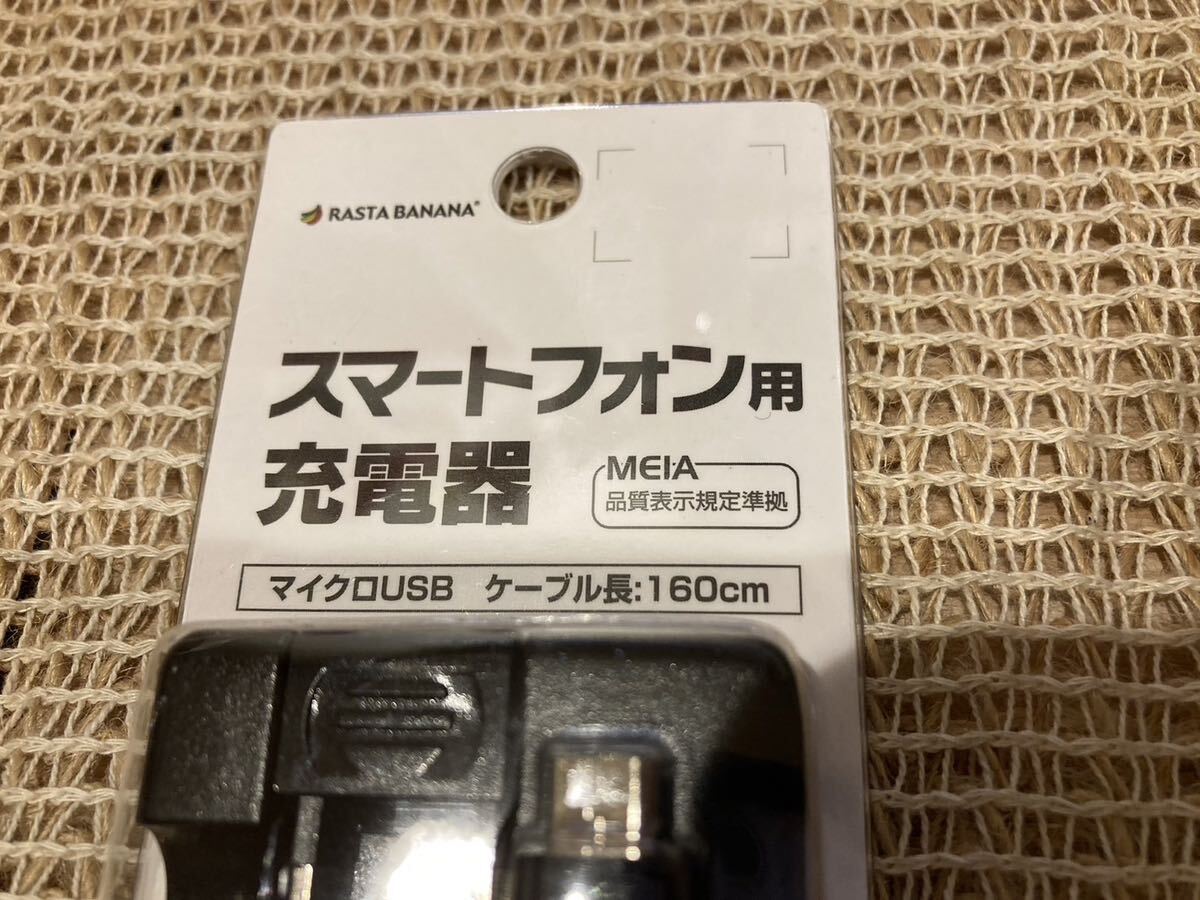 RASTA BANANA®
スマートフォン用
充電器
MEIA
品質表示規定準拠
マイクロUSB ケーブル長:160cm